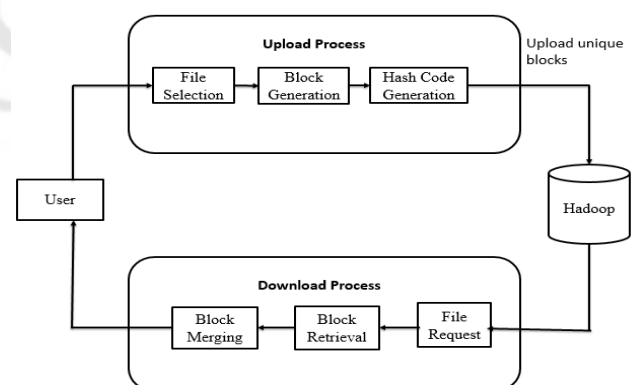 Upload Process
Upload unique
blocks
File
Selection
Block
Generation
Hash Code
Generation
User
Hadoop
Download Process
Block
Merging
Block
Retrieval
File
Request